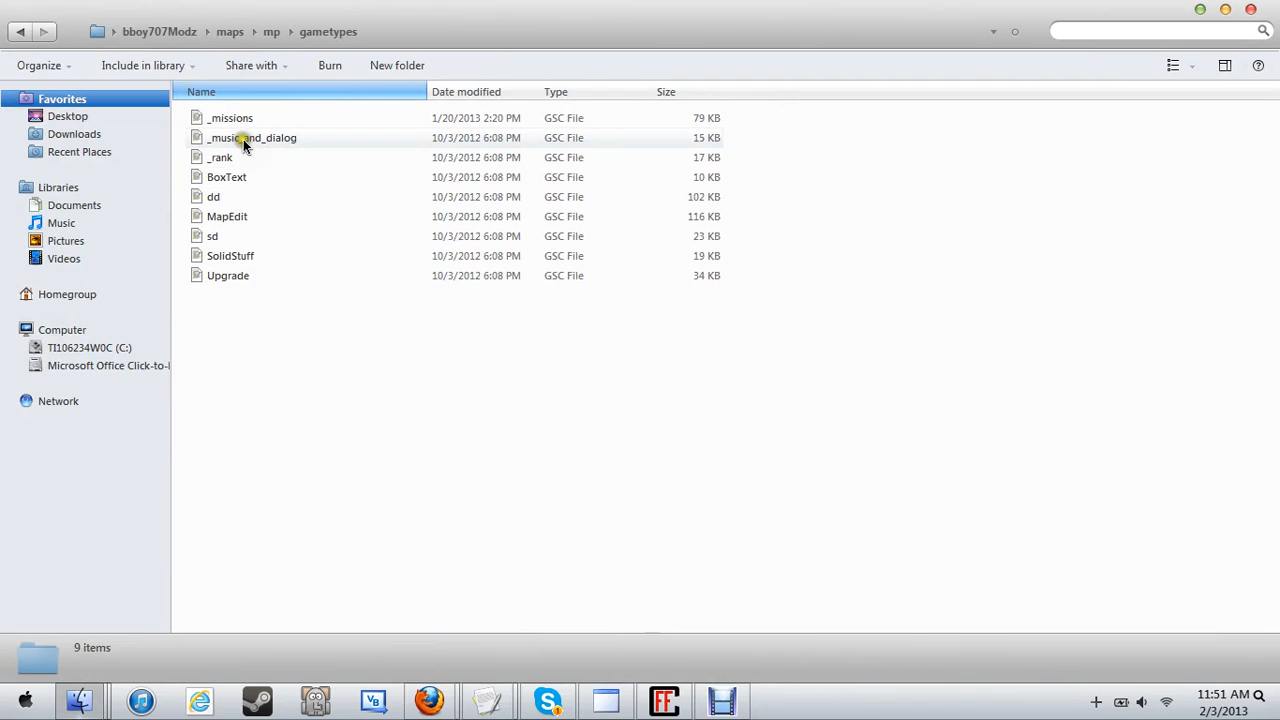 bboy707Modz maps mp gametypes
Organize Include in library Share with Burn New folder
Name Date modified Type Size
Favorites
Desktop
Downloads
Recent Places
Libraries
Documents
Music
Pictures
Videos
Homegroup
Computer
TI106234W0C (C:)
Microsoft Office Click-to-
Network
_missions 1/20/2013 2:20 PM GSC File 79 KB
_music_and_dialog 10/3/2012 6:08 PM GSC File 15 KB
_rank 10/3/2012 6:08 PM GSC File 17 KB
BoxText 10/3/2012 6:08 PM GSC File 10 KB
dd 10/3/2012 6:08 PM GSC File 102 KB
MapEdit 10/3/2012 6:08 PM GSC File 116 KB
sd 10/3/2012 6:08 PM GSC File 23 KB
SolidStuff 10/3/2012 6:08 PM GSC File 19 KB
Upgrade 10/3/2012 6:08 PM GSC File 34 KB
9 items
VB
FF
11:51 AM
2/3/2013